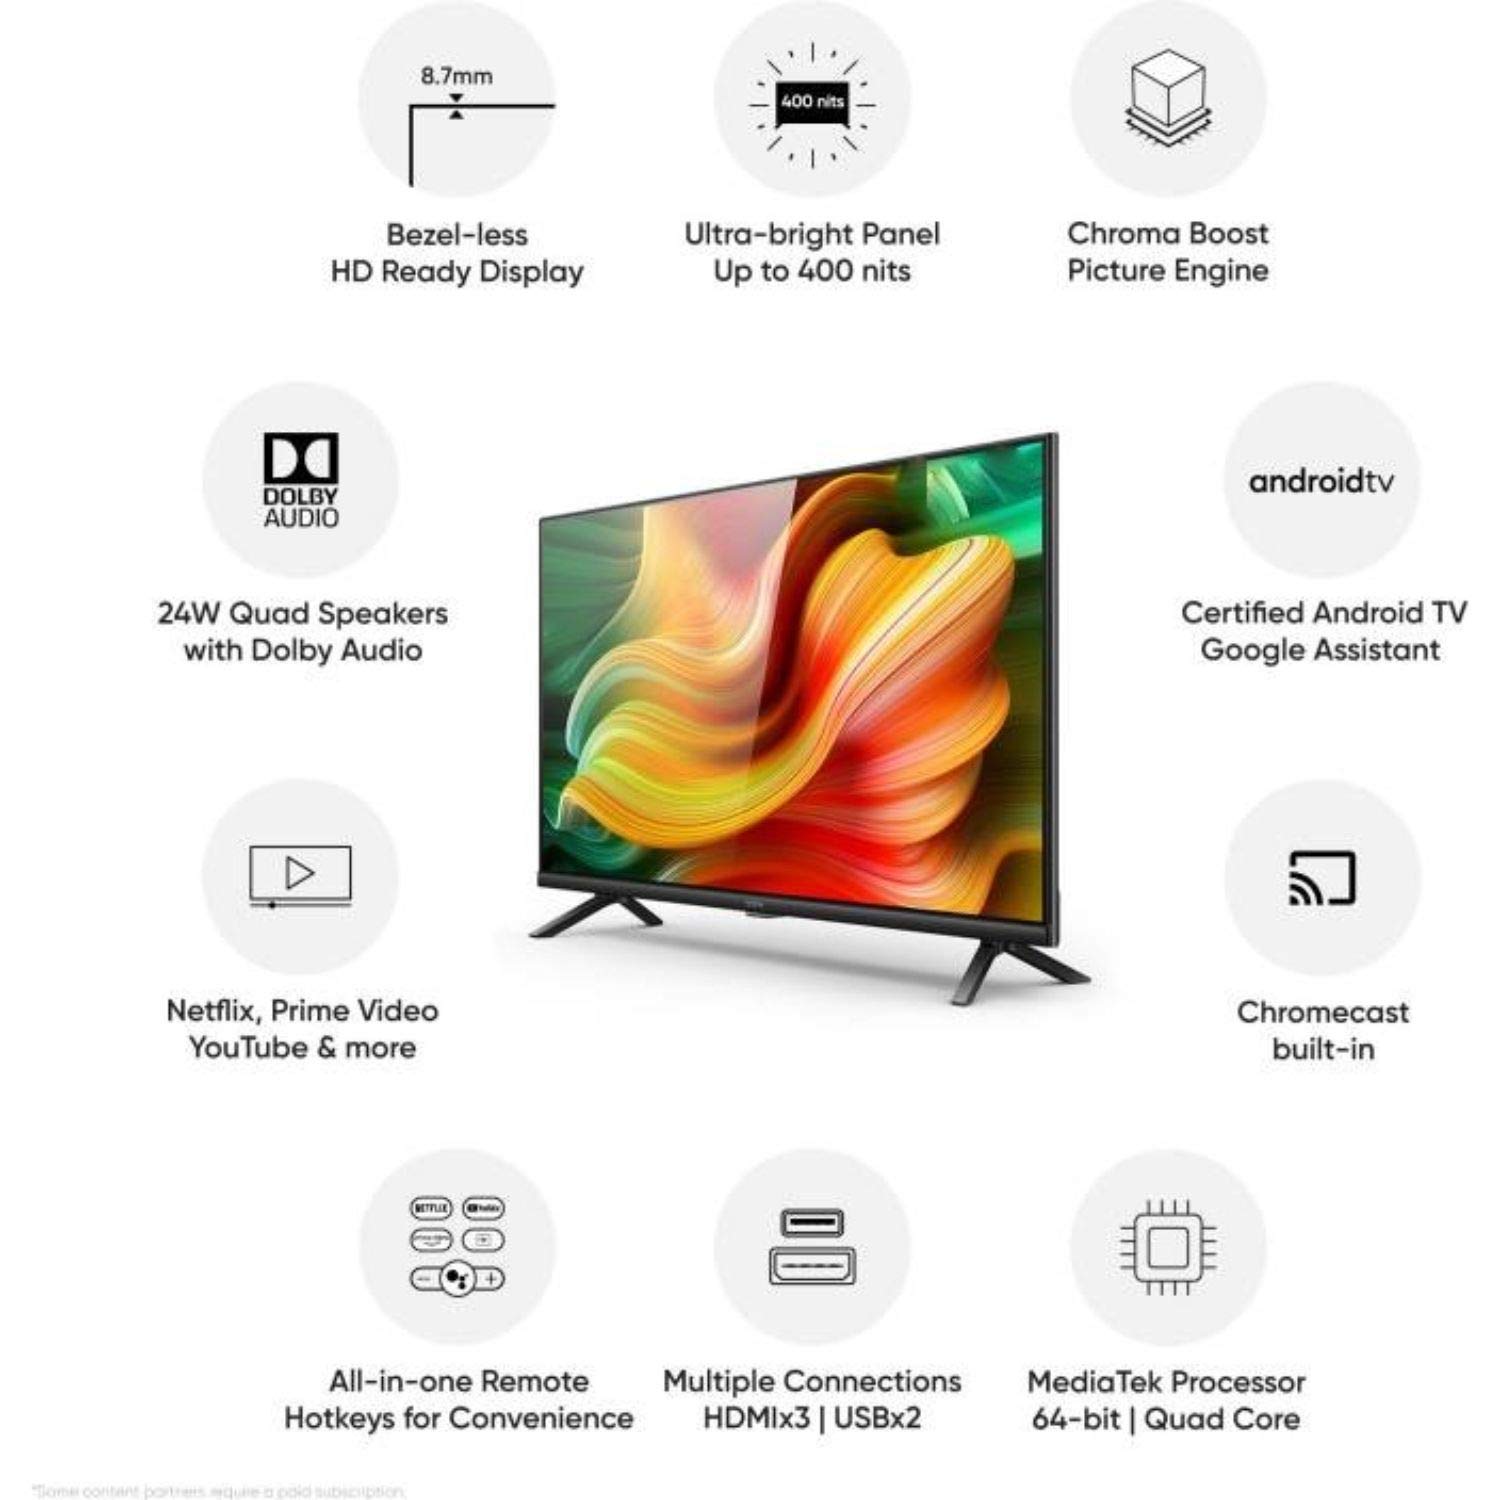 8.7mm
Bezel-less
HD Ready Display
400 nits
Ultra-bright Panel
Up to 400 nits
Chroma Boost
Picture Engine
DOLBY
AUDIO
24W Quad Speakers
with Dolby Audio
androidtv
Certified Android TV
Google Assistant
Netflix, Prime Video
YouTube & more
Chromecast
built-in
NETFLIX
YouTube
All-in-one Remote
Hotkeys for Convenience
Multiple Connections
HDMIx3 | USBx2
MediaTek Processor
64-bit | Quad Core
*Some content partners require a paid subscription.